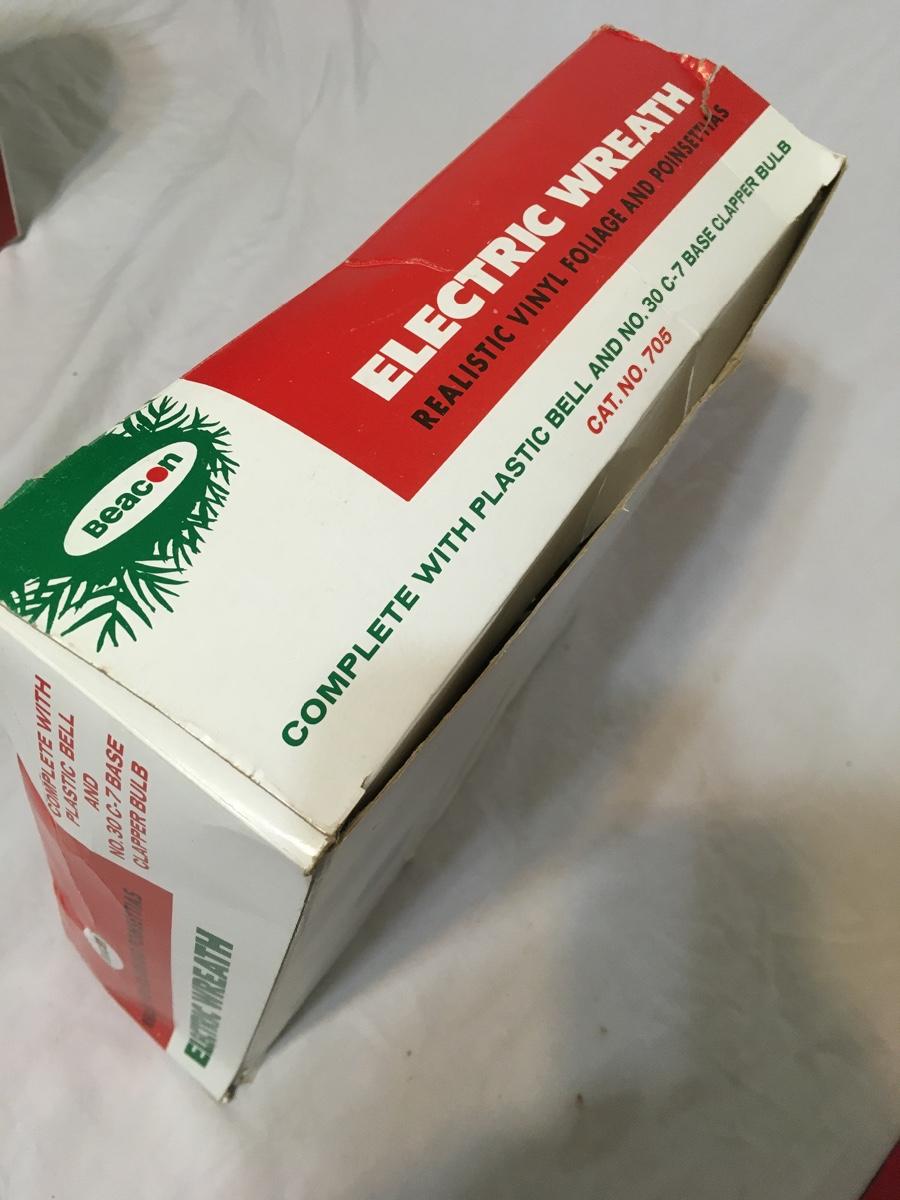 ELECTRIC WREATH
REALISTIC VINYL FOLIAGE AND POINSETTIAS
COMPLETE WITH PLASTIC BELL AND NO. 30 C-7 BASE CLAPPER BULB
CAT. NO. 705
Beacon
COMPLETE WITH
PLASTIC BELL
AND
NO. 30 C-7 BASE
CLAPPER BULB
POINSETTIAS
ELECTRIC WREATH